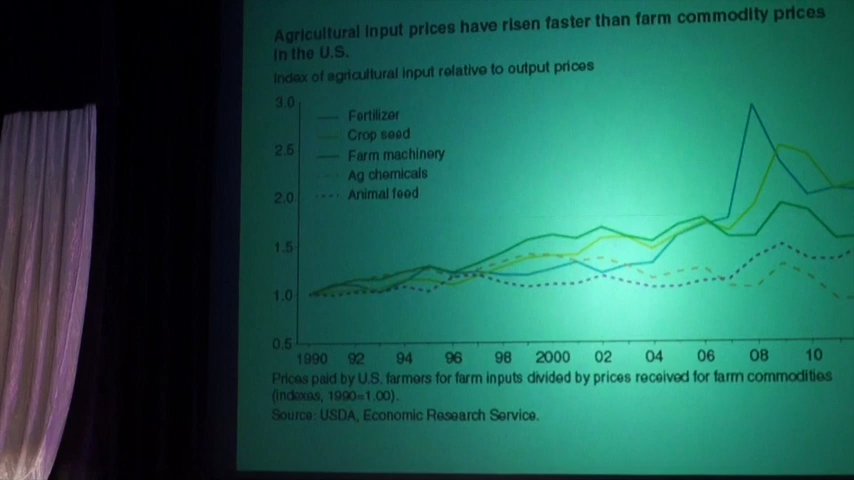 Agricultural input prices have risen faster than farm commodity prices
in the U.S.
Index of agricultural input relative to output prices
3.0
2.5
2.0
1.5
1.0
0.5
Fertilizer
Crop seed
Farm machinery
Ag chemicals
Animal feed
1990 92 94 96 98 2000 02 04 06 08 10
Prices paid by U.S. farmers for farm inputs divided by prices received for farm commodities
(indexes, 1990=1.00).
Source: USDA, Economic Research Service.